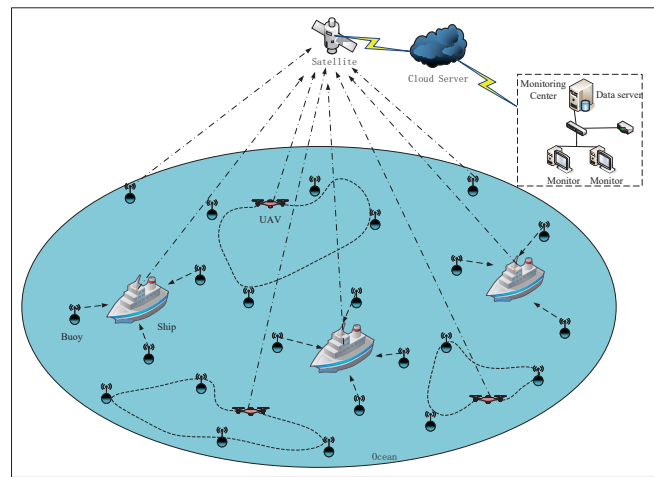 Satellite
Cloud Server
Monitoring
Center
Data server
Monitor
Monitor
UAV
Buoy
Ship
Ocean